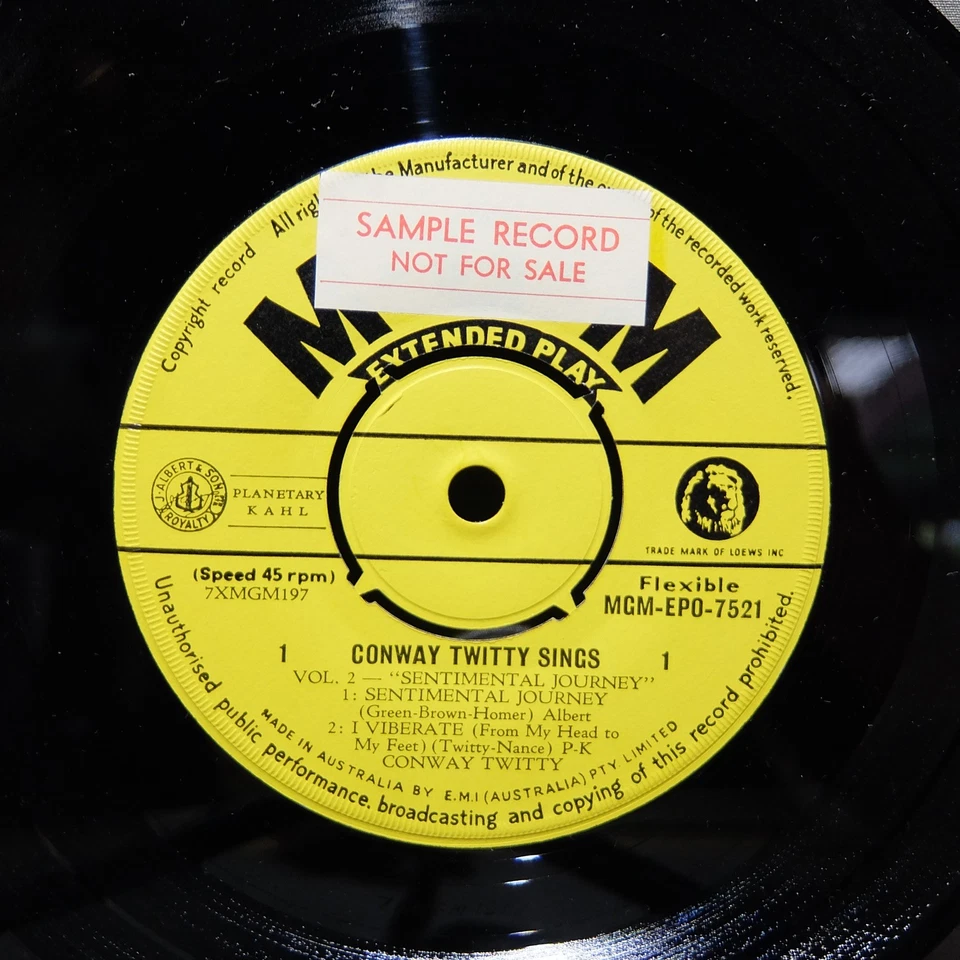 Copyright record All rig he Manufacturer and of the of the recorded work reserved.
SAMPLE RECORD
NOT FOR SALE
M M
EXTENDED PLAY
J. ALBERT & SON
ROYALTY
PLANETARY
KAHL
TRADE MARK OF LOEWS INC
(Speed 45 rpm)
7XMGM197
Flexible
MGM-EPO-7521
1 CONWAY TWITTY SINGS 1
VOL. 2 — "SENTIMENTAL JOURNEY"
1: SENTIMENTAL JOURNEY
(Green-Brown-Homer) Albert
2: I VIBERATE (From My Head to
My Feet) (Twitty-Nance) P-K
CONWAY TWITTY
MADE IN AUSTRALIA BY E.M.I (AUSTRALIA) PTY. LIMITED
Unauthorised public performance. broadcasting and copying of this record prohibited.